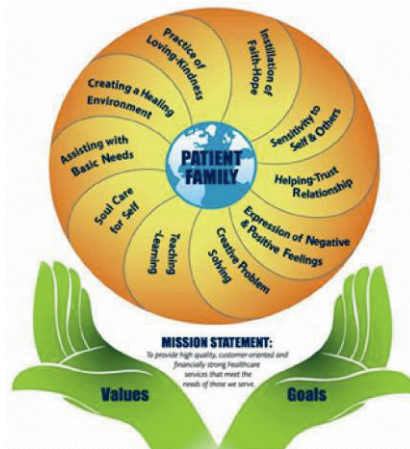 Practice of
Loving-Kindness
Instillation of
Faith-Hope
Sensitivity to
Self & Others
Helping-Trust
Relationship
Expression of Negative
& Positive Feelings
Creative Problem
Solving
Teaching
-Learning
Soul Care
for Self
Assisting with
Basic Needs
Creating a Healing
Environment
PATIENT
FAMILY
MISSION STATEMENT:
To provide high quality, customer-oriented and
financially strong healthcare
services that meet the
needs of those we serve.
Values
Goals